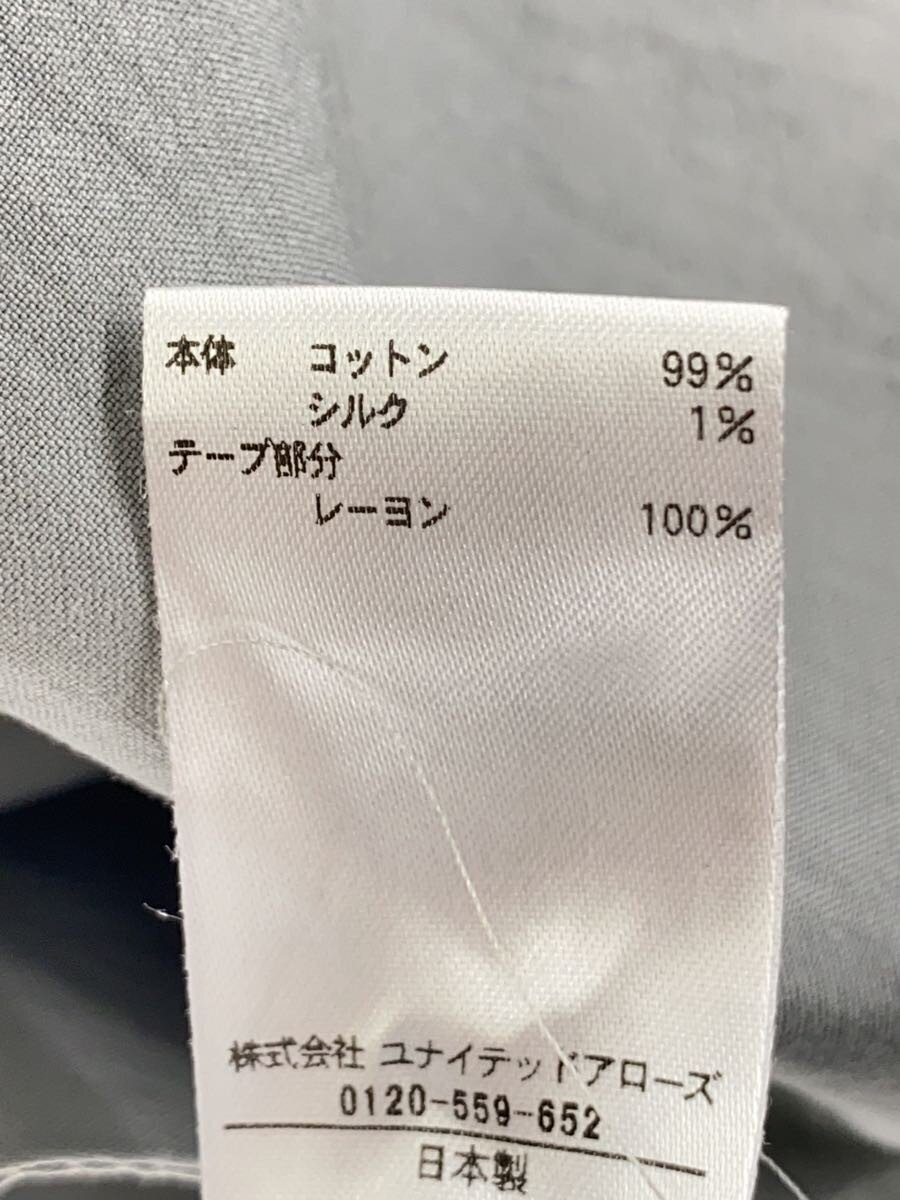 本体 コットン 99%
シルク 1%
テープ部分
レーヨン 100%
株式会社 ユナイテッドアローズ
0120-559-652
日本製